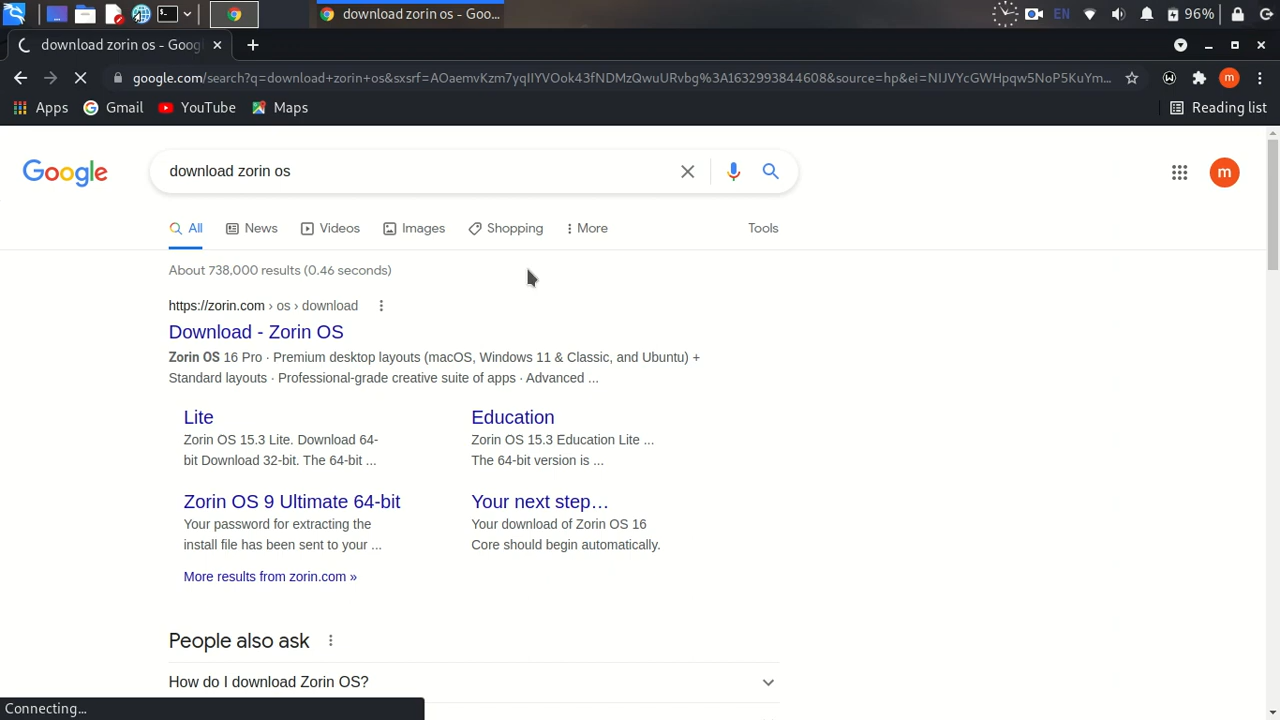 download zorin os - Goo...
EN
96%
download zorin os - Goog
google.com/search?q=download+zorin+os&sxsrf=AOaemvKzm7yqIIYVOok43fNDMzQwuURvbg%3A1632993844608&source=hp&ei=NIJVYcGWHpqw5NoP5KuYm...
m
Apps
Gmail
YouTube
Maps
Reading list
Google
download zorin os
m
All
News
Videos
Images
Shopping
More
Tools
About 738,000 results (0.46 seconds)
https://zorin.com › os › download
Download - Zorin OS
Zorin OS 16 Pro · Premium desktop layouts (macOS, Windows 11 & Classic, and Ubuntu) +
Standard layouts · Professional-grade creative suite of apps · Advanced ...
Lite
Zorin OS 15.3 Lite. Download 64-
bit Download 32-bit. The 64-bit ...
Education
Zorin OS 15.3 Education Lite ...
The 64-bit version is ...
Zorin OS 9 Ultimate 64-bit
Your password for extracting the
install file has been sent to your ...
Your next step…
Your download of Zorin OS 16
Core should begin automatically.
More results from zorin.com »
People also ask
How do I download Zorin OS?
Connecting...